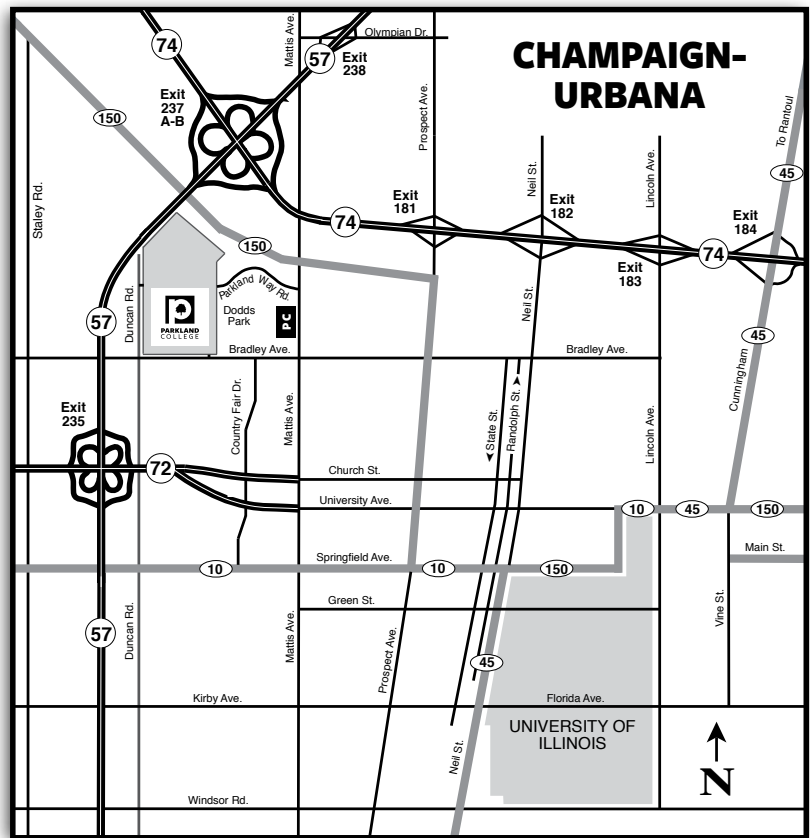 CHAMPAIGN-
URBANA
74
Mattis Ave.
Olympian Dr.
57
Exit
238
Exit
237
A-B
150
Prospect Ave.
To Rantoul
45
Staley Rd.
Neil St.
Lincoln Ave.
Exit
181
Exit
182
Exit
184
74
74
Exit
183
150
Parkland Way Rd.
Dodds
Park
PC
PARKLAND
COLLEGE
Duncan Rd.
57
Neil St.
45
Cunningham
Bradley Ave.
Bradley Ave.
Exit
235
Country Fair Dr.
Mattis Ave.
State St.
Randolph St.
Lincoln Ave.
72
Church St.
University Ave.
10
45
150
Springfield Ave.
10
10
150
Main St.
Green St.
57
Duncan Rd.
Mattis Ave.
Prospect Ave.
45
Vine St.
Kirby Ave.
Florida Ave.
UNIVERSITY OF
ILLINOIS
Neil St.
N
Windsor Rd.